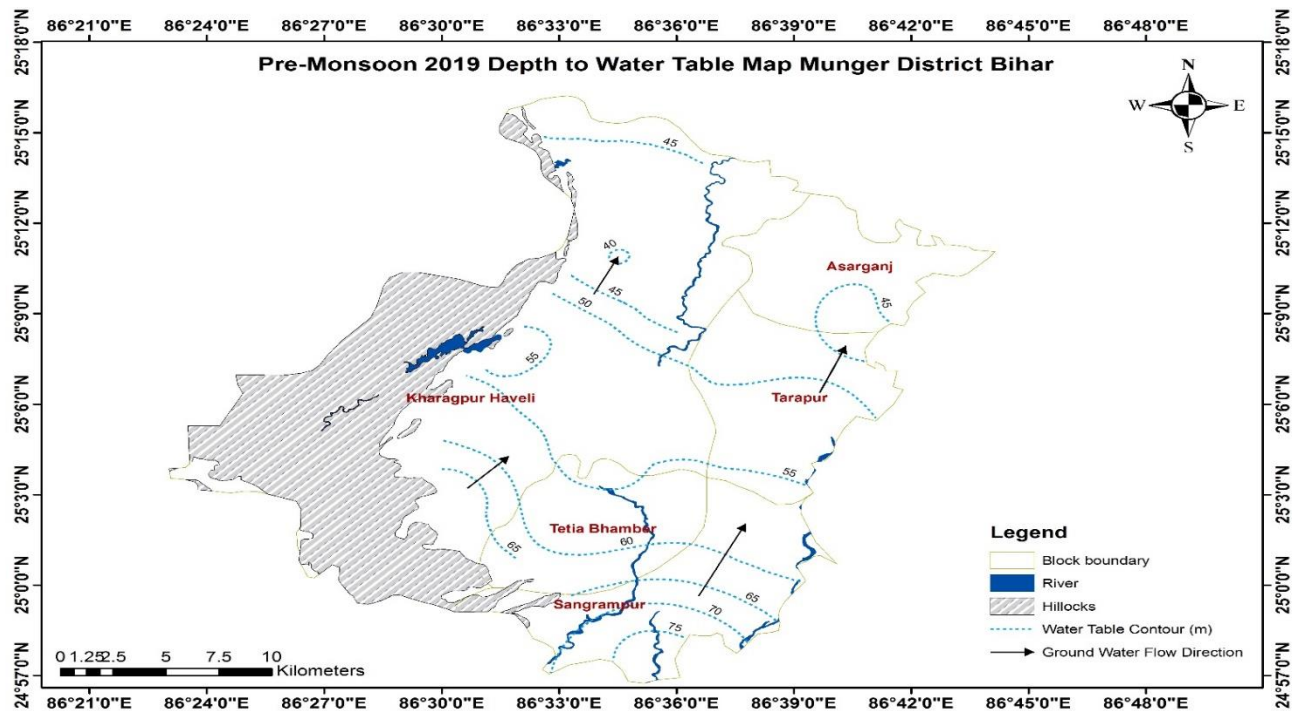 86°21'0"E 86°24'0"E 86°27'0"E 86°30'0"E 86°33'0"E 86°36'0"E 86°39'0"E 86°42'0"E 86°45'0"E 86°48'0"E
25°18'0"N 25°18'0"N
Pre-Monsoon 2019 Depth to Water Table Map Munger District Bihar
N
W E
S
25°15'0"N 25°15'0"N
45
25°12'0"N 25°12'0"N
40
Asarganj
45
45
50
25°9'0"N 25°9'0"N
55
Kharagpur Haveli
Tarapur
25°6'0"N 25°6'0"N
55
25°3'0"N 25°3'0"N
Tetia Bhamber
60
65
25°0'0"N 25°0'0"N
65
Sangrampur
70
75
24°57'0"N 24°57'0"N
Legend
Block boundary
River
Hillocks
Water Table Contour (m)
Ground Water Flow Direction
0 1.25 2.5 5 7.5 10
Kilometers
86°21'0"E 86°24'0"E 86°27'0"E 86°30'0"E 86°33'0"E 86°36'0"E 86°39'0"E 86°42'0"E 86°45'0"E 86°48'0"E